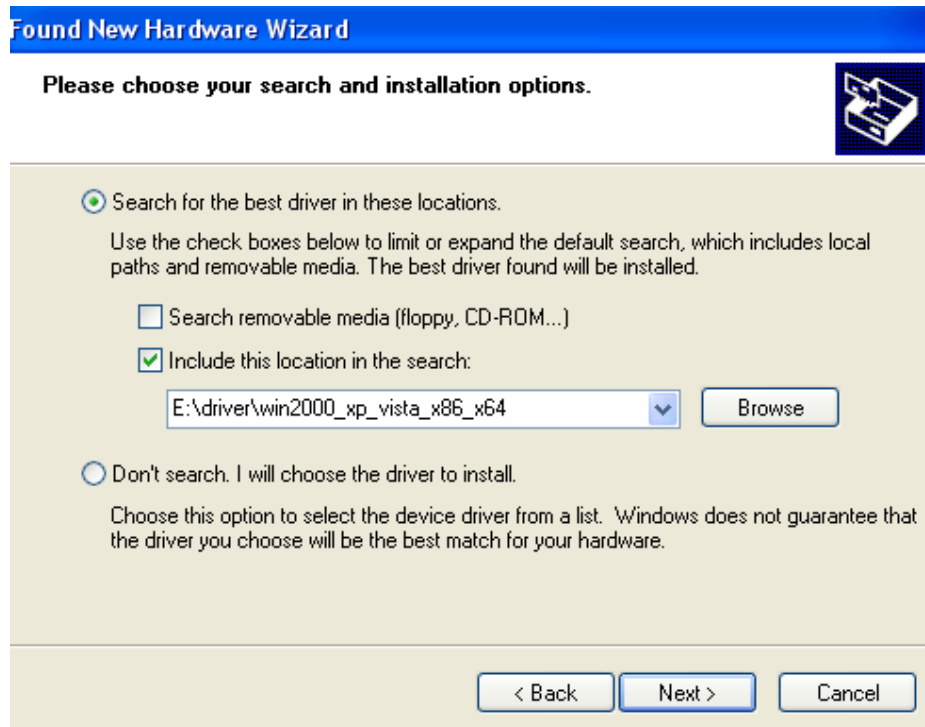 Found New Hardware Wizard
Please choose your search and installation options.
Search for the best driver in these locations.
Use the check boxes below to limit or expand the default search, which includes local
paths and removable media. The best driver found will be installed.
Search removable media (floppy, CD-ROM...)
Include this location in the search:
E:\driver\win2000_xp_vista_x86_x64
Browse
Don't search. I will choose the driver to install.
Choose this option to select the device driver from a list.  Windows does not guarantee that
the driver you choose will be the best match for your hardware.
< Back
Next >
Cancel